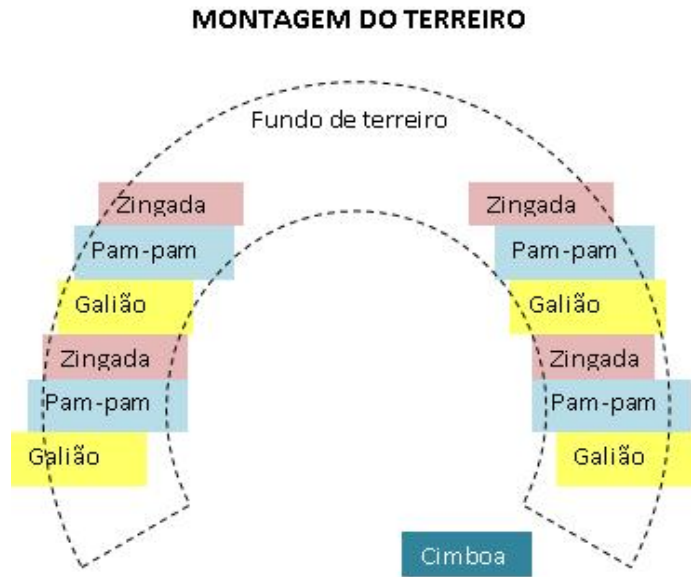 MONTAGEM DO TERREIRO
Fundo de terreiro
Zingada
Zingada
Pam-pam
Pam-pam
Galião
Galião
Zingada
Zingada
Pam-pam
Pam-pam
Galião
Galião
Cimboa